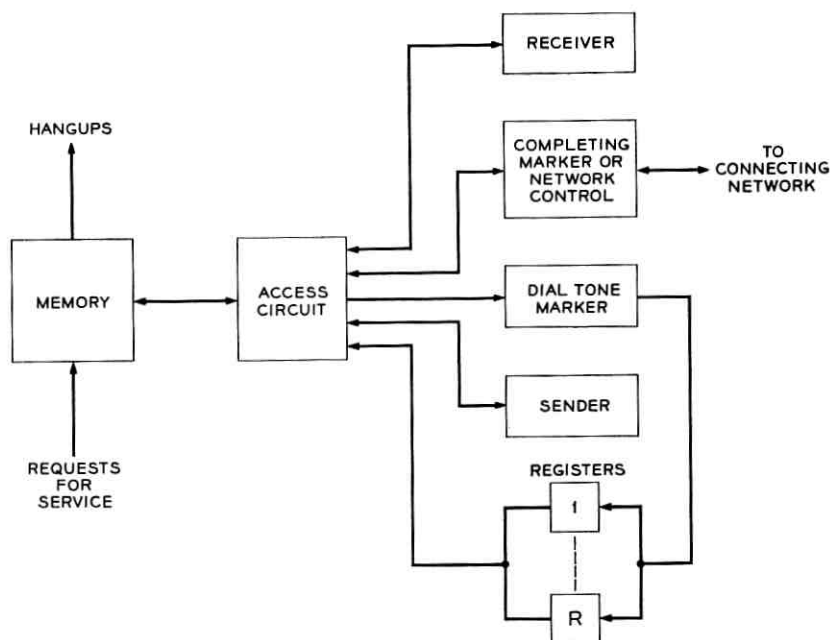 RECEIVER
HANGUPS
COMPLETING
MARKER OR
NETWORK
CONTROL
TO
CONNECTING
NETWORK
MEMORY
ACCESS
CIRCUIT
DIAL TONE
MARKER
SENDER
REQUESTS
FOR
SERVICE
REGISTERS
1
R